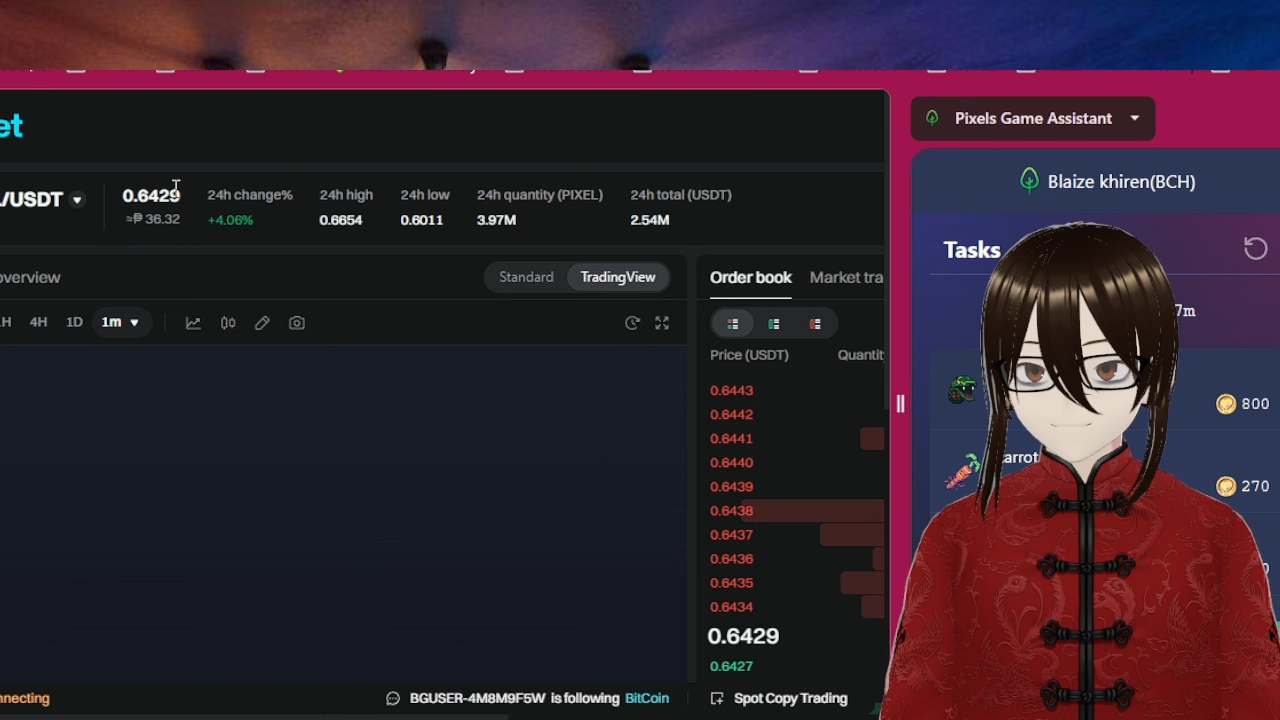 et
Pixels Game Assistant
/USDT
0.6429
≈₱ 36.32
24h change%
+4.06%
24h high
0.6654
24h low
0.6011
24h quantity (PIXEL)
3.97M
24h total (USDT)
2.54M
Blaize khiren(BCH)
Tasks
7m
overview
Standard
TradingView
Order book
Market tra
H
4H
1D
1m
Price (USDT)
Quantit
0.6443
0.6442
0.6441
0.6440
0.6439
0.6438
0.6437
0.6436
0.6435
0.6434
0.6429
0.6427
800
arrot
270
nnecting
BGUSER-4M8M9F5W is following BitCoin
Spot Copy Trading